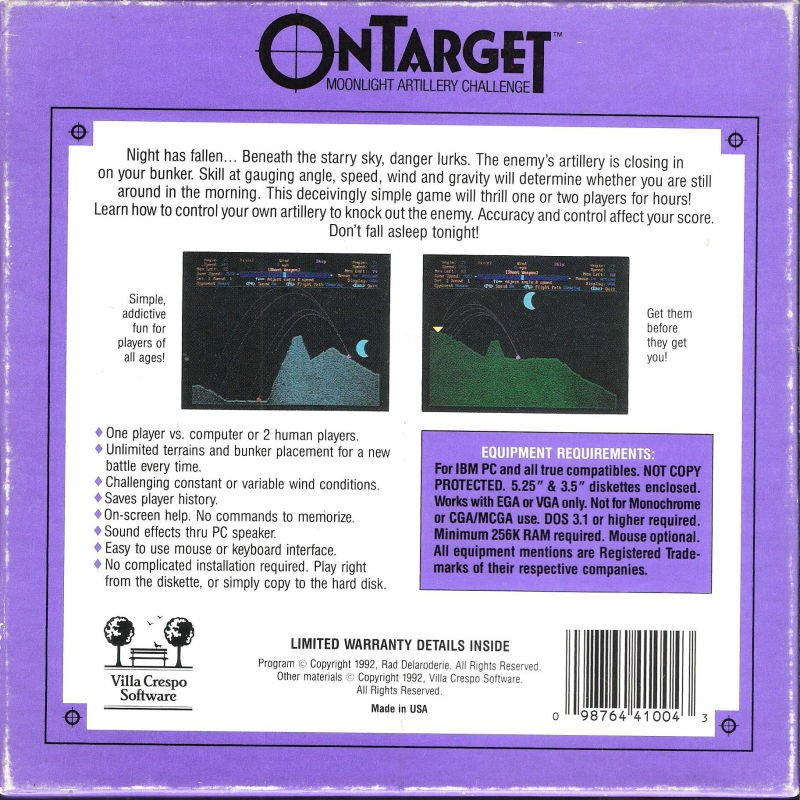 ONTARGET™
MOONLIGHT ARTILLERY CHALLENGE
Night has fallen... Beneath the starry sky, danger lurks. The enemy's artillery is closing in
on your bunker. Skill at gauging angle, speed, wind and gravity will determine whether you are still
around in the morning. This deceivingly simple game will thrill one or two players for hours!
Learn how to control your own artillery to knock out the enemy. Accuracy and control affect your score.
Don't fall asleep tonight!
Simple,
addictive
fun for
players of
all ages!
Get them
before
they get
you!
♦ One player vs. computer or 2 human players.
♦ Unlimited terrains and bunker placement for a new
battle every time.
♦ Challenging constant or variable wind conditions.
♦ Saves player history.
♦ On-screen help. No commands to memorize.
♦ Sound effects thru PC speaker.
♦ Easy to use mouse or keyboard interface.
♦ No complicated installation required. Play right
from the diskette, or simply copy to the hard disk.
EQUIPMENT REQUIREMENTS:
For IBM PC and all true compatibles. NOT COPY
PROTECTED. 5.25" & 3.5" diskettes enclosed.
Works with EGA or VGA only. Not for Monochrome
or CGA/MCGA use. DOS 3.1 or higher required.
Minimum 256K RAM required. Mouse optional.
All equipment mentions are Registered Trade-
marks of their respective companies.
Villa Crespo
Software
LIMITED WARRANTY DETAILS INSIDE
Program © Copyright 1992, Rad Delaroderie. All Rights Reserved.
Other materials © Copyright 1992, Villa Crespo Software.
All Rights Reserved.
Made in USA
0 98764 41004 3